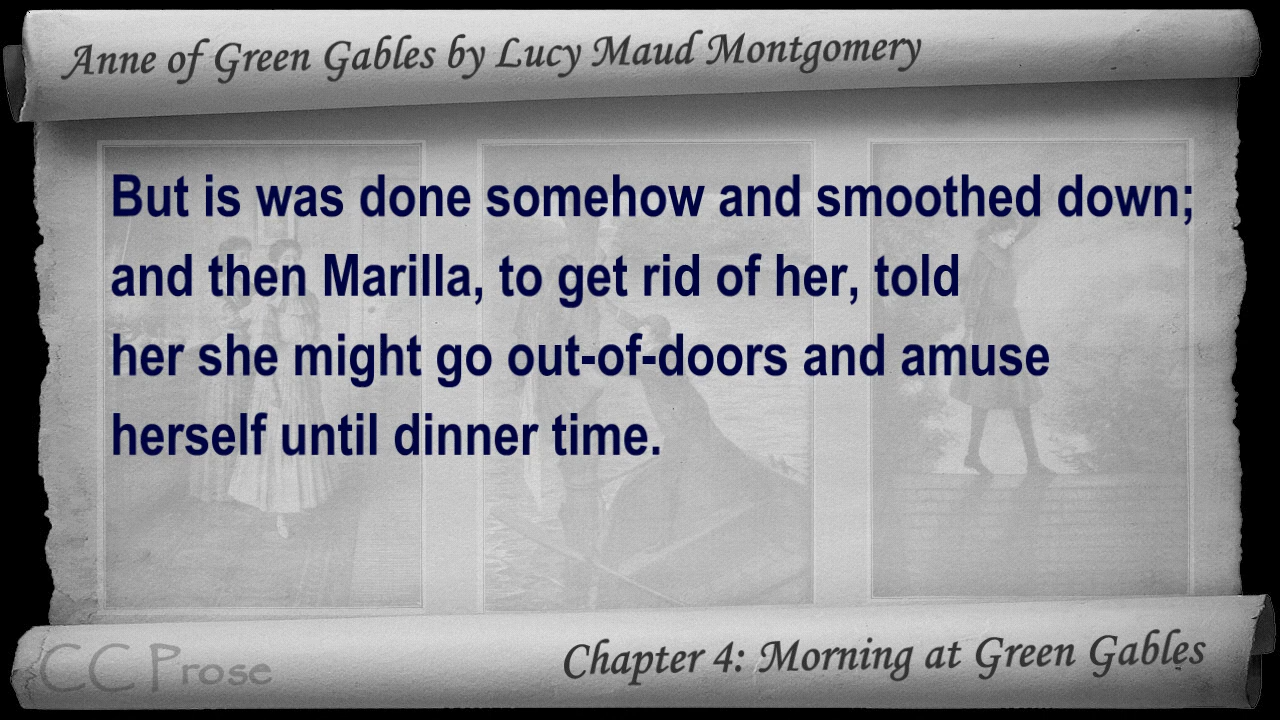 Anne of Green Gables by Lucy Maud Montgomery
But is was done somehow and smoothed down;
and then Marilla, to get rid of her, told
her she might go out-of-doors and amuse
herself until dinner time.
CC Prose
Chapter 4: Morning at Green Gables